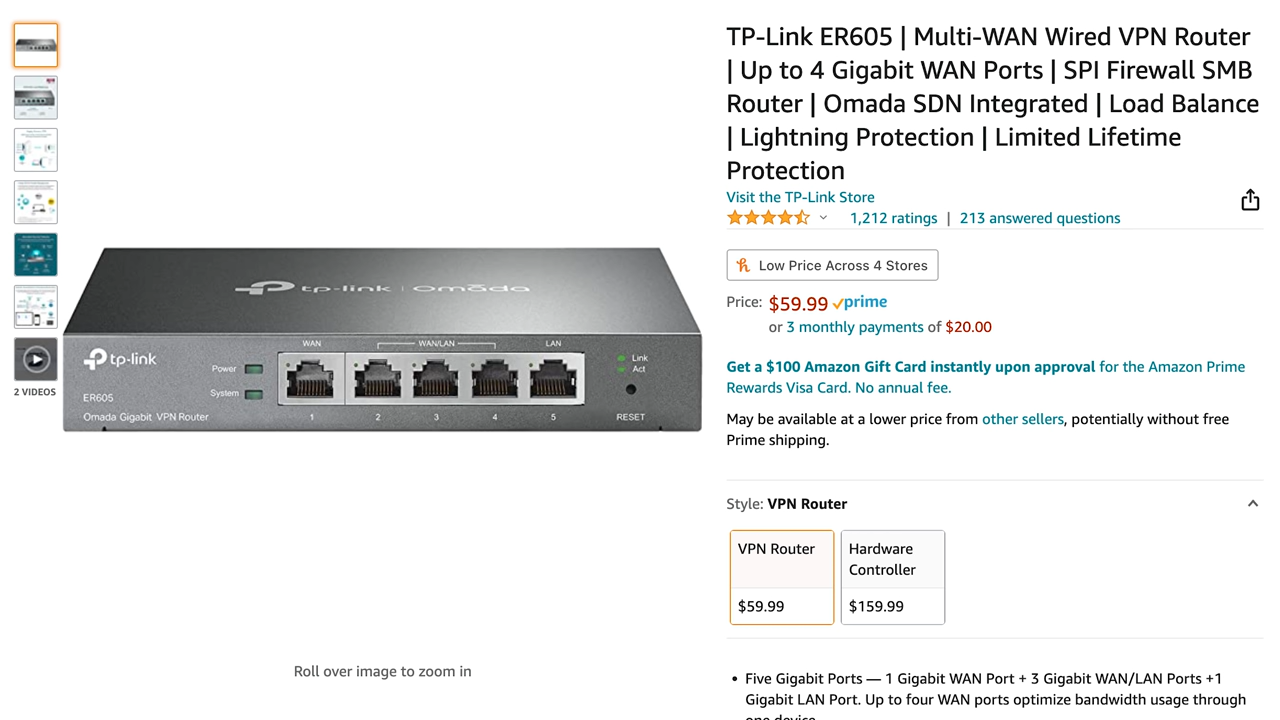 TP-Link ER605 | Multi-WAN Wired VPN Router
| Up to 4 Gigabit WAN Ports | SPI Firewall SMB
Router | Omada SDN Integrated | Load Balance
| Lightning Protection | Limited Lifetime
Protection
Visit the TP-Link Store
1,212 ratings | 213 answered questions
Low Price Across 4 Stores
Price: $59.99 prime
or 3 monthly payments of $20.00
Get a $100 Amazon Gift Card instantly upon approval for the Amazon Prime
Rewards Visa Card. No annual fee.
May be available at a lower price from other sellers, potentially without free
Prime shipping.
Style: VPN Router
VPN Router
$59.99
Hardware
Controller
$159.99
• Five Gigabit Ports — 1 Gigabit WAN Port + 3 Gigabit WAN/LAN Ports +1
Gigabit LAN Port. Up to four WAN ports optimize bandwidth usage through
one device
2 VIDEOS
tp-link | omada
tp-link
WAN
WAN/LAN
LAN
Link
Act
Power
System
ER605
Omada Gigabit VPN Router
1
2
3
4
5
RESET
Roll over image to zoom in